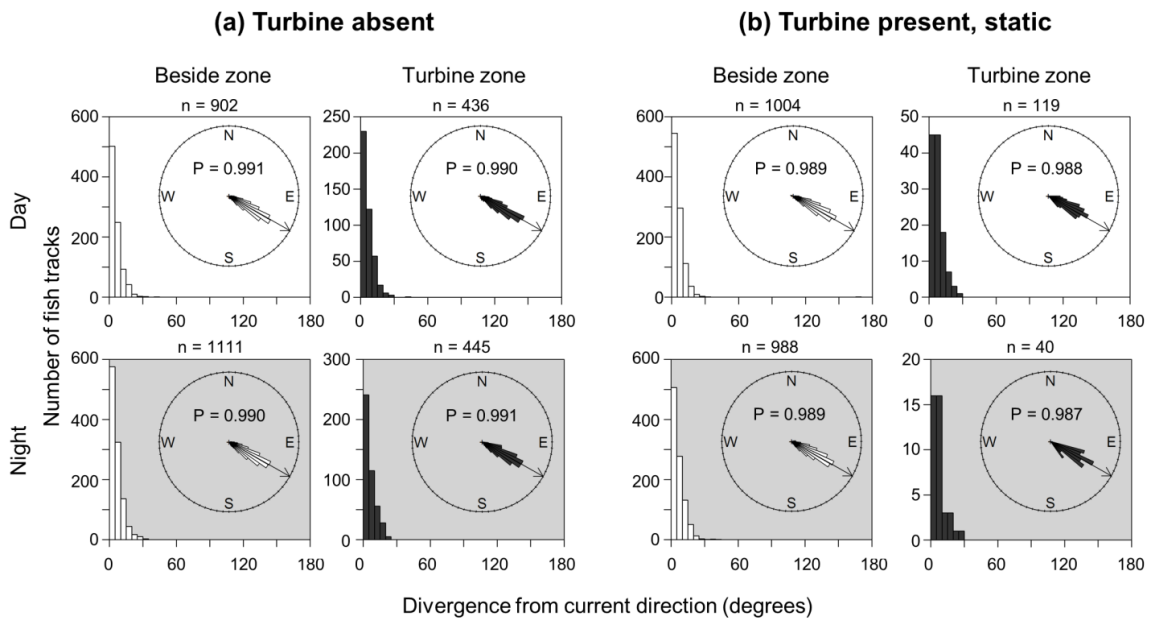 (a) Turbine absent
(b) Turbine present, static
Beside zone
Turbine zone
Beside zone
Turbine zone
n = 902
n = 436
n = 1004
n = 119
Day
Night
Number of fish tracks
600
400
200
0
N
P = 0.991
W
E
S
0
60
120
180
250
200
150
100
50
0
N
P = 0.990
W
E
S
0
60
120
180
600
400
200
0
N
P = 0.989
W
E
S
0
60
120
180
50
40
30
20
10
0
N
P = 0.988
W
E
S
0
60
120
180
n = 1111
n = 445
n = 988
n = 40
600
400
200
0
N
P = 0.990
W
E
S
0
60
120
180
300
200
100
0
N
P = 0.991
W
E
S
0
60
120
180
600
400
200
0
N
P = 0.989
W
E
S
0
60
120
180
20
15
10
5
0
N
P = 0.987
W
E
S
0
60
120
180
Divergence from current direction (degrees)